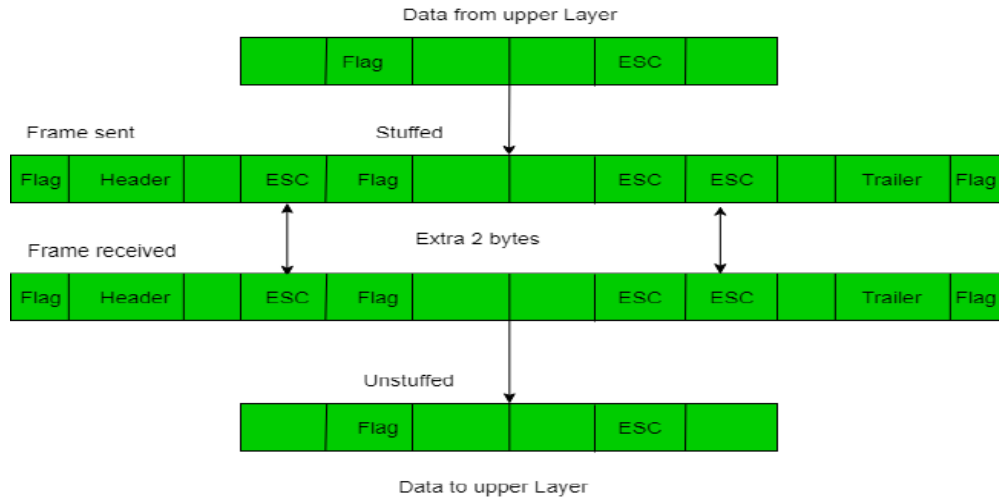 Data from upper Layer
Flag ESC
Frame sent Stuffed
Flag Header ESC Flag ESC ESC Trailer Flag
Extra 2 bytes
Frame received
Flag Header ESC Flag ESC ESC Trailer Flag
Unstuffed
Flag ESC
Data to upper Layer